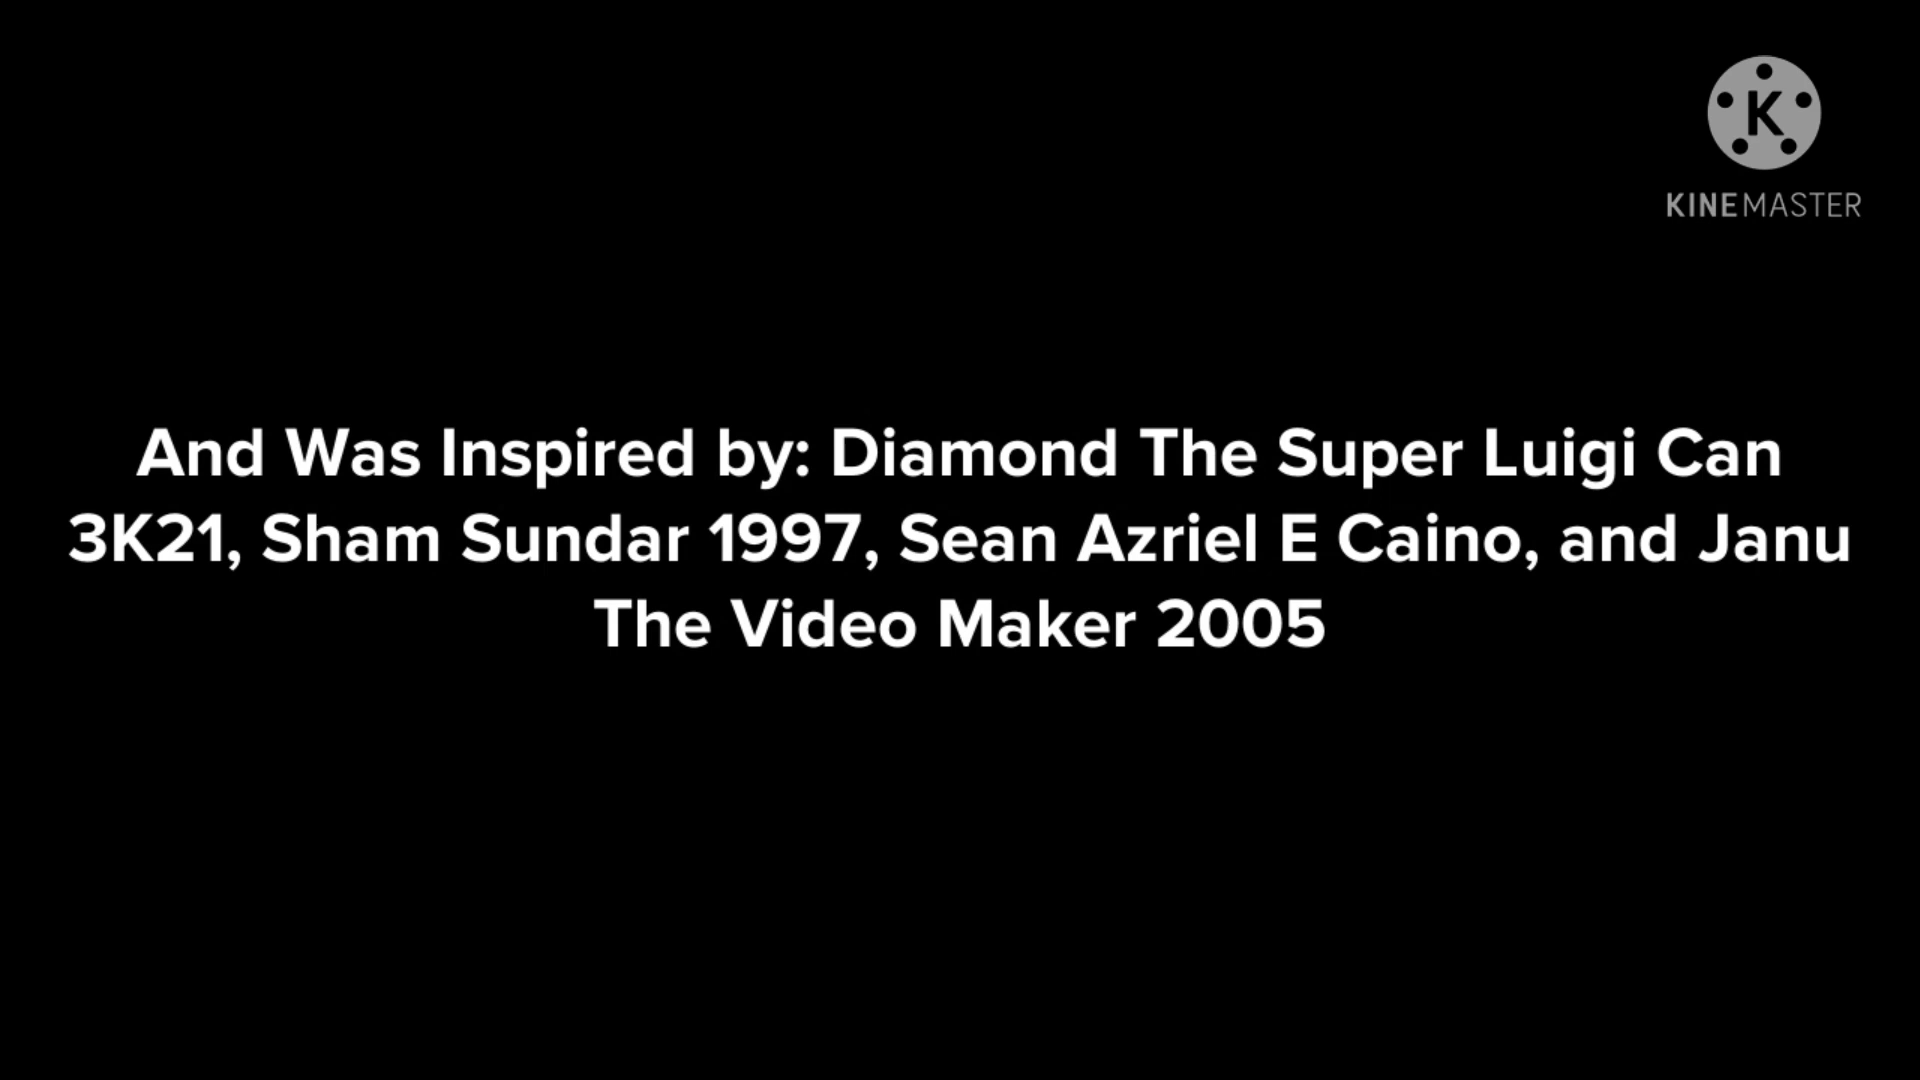 K
KINEMASTER
And Was Inspired by: Diamond The Super Luigi Can
3K21, Sham Sundar 1997, Sean Azriel E Caino, and Janu
The Video Maker 2005